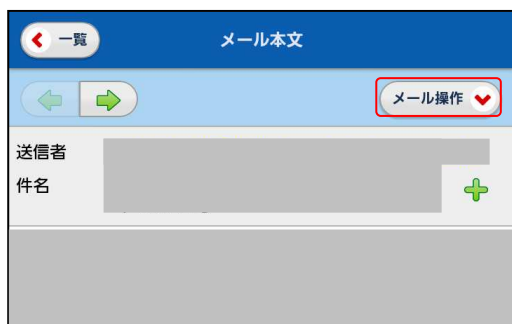 一覧
メール本文
メール操作
送信者
件名